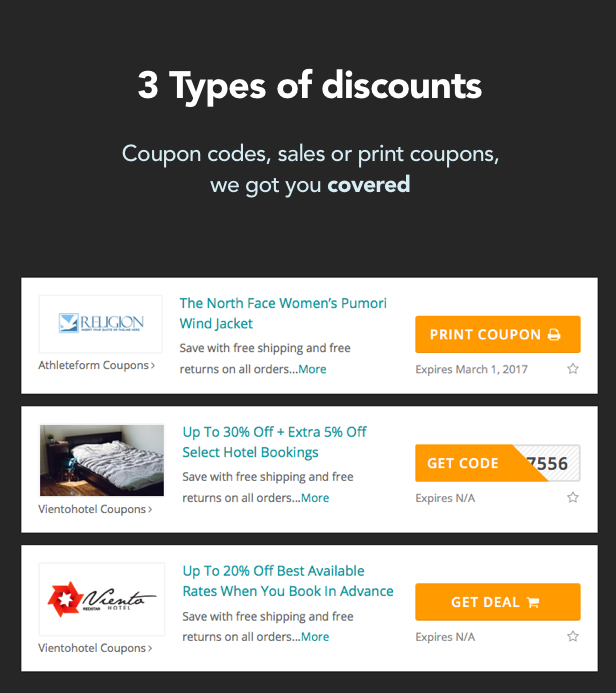 3 Types of discounts
Coupon codes, sales or print coupons,
we got you covered
RELIGION
Athleteform Coupons ›
The North Face Women’s Pumori
Wind Jacket
Save with free shipping and free
returns on all orders...More
PRINT COUPON
Expires March 1, 2017
Vientohotel Coupons ›
Up To 30% Off + Extra 5% Off
Select Hotel Bookings
Save with free shipping and free
returns on all orders...More
GET CODE 7556
Expires N/A
Viento
HOTEL
Vientohotel Coupons ›
Up To 20% Off Best Available
Rates When You Book In Advance
Save with free shipping and free
returns on all orders...More
GET DEAL
Expires N/A